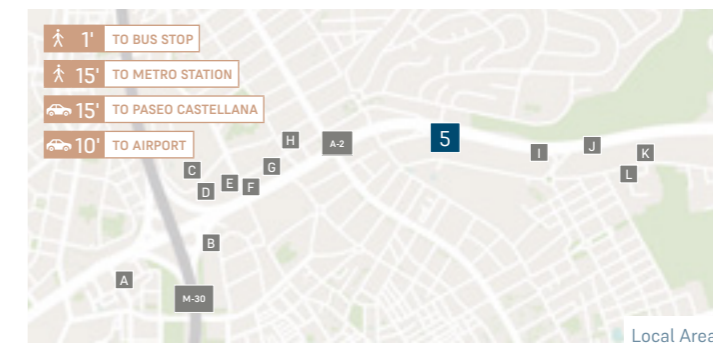 1' TO BUS STOP
15' TO METRO STATION
15' TO PASEO CASTELLANA
10' TO AIRPORT
H
A-2
5
I
J
K
L
C
D
E
F
G
B
A
M-30
Local Area